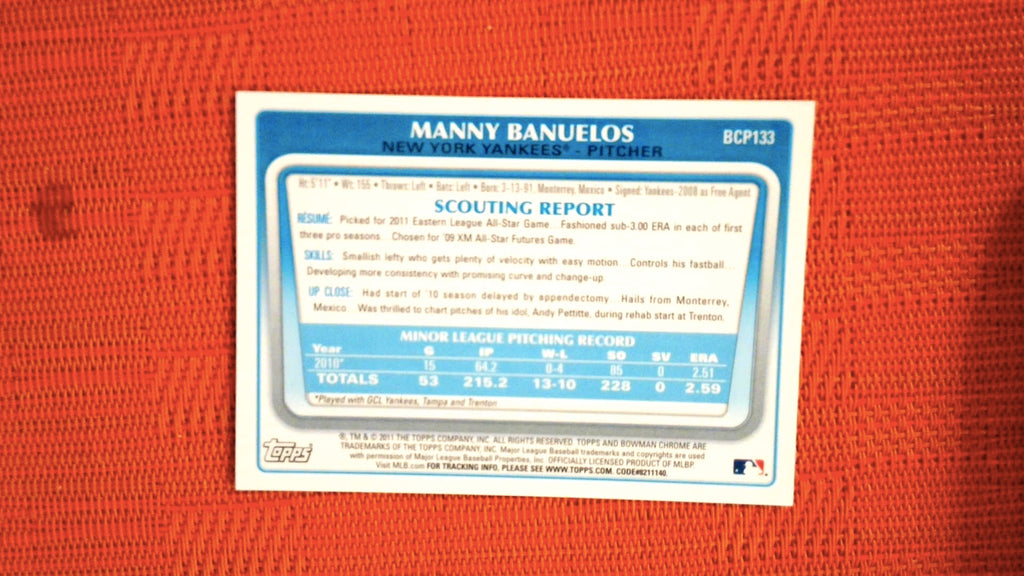 MANNY BANUELOS
BCP133
NEW YORK YANKEES® - PITCHER
Ht: 5'11" • Wt: 155 • Throws: Left • Bats: Left • Born: 3-13-91, Monterrey, Mexico • Signed: Yankees-2008 as Free Agent
SCOUTING REPORT
RÉSUMÉ: Picked for 2011 Eastern League All-Star Game...Fashioned sub-3.00 ERA in each of first
three pro seasons...Chosen for '09 XM All-Star Futures Game.
SKILLS: Smallish lefty who gets plenty of velocity with easy motion...Controls his fastball...
Developing more consistency with promising curve and change-up.
UP CLOSE: Had start of '10 season delayed by appendectomy...Hails from Monterrey,
Mexico...Was thrilled to chart pitches of his idol, Andy Pettitte, during rehab start at Trenton.
MINOR LEAGUE PITCHING RECORD
Year G IP W-L SO SV ERA
2010* 15 64.2 0-4 85 0 2.51
TOTALS 53 215.2 13-10 228 0 2.59
*Played with GCL Yankees, Tampa and Trenton
®, TM & © 2011 THE TOPPS COMPANY, INC. ALL RIGHTS RESERVED. TOPPS AND BOWMAN CHROME ARE
TRADEMARKS OF THE TOPPS COMPANY, INC. Major League Baseball trademarks and copyrights are used
with permission of Major League Baseball Properties, Inc. OFFICIALLY LICENSED PRODUCT OF MLBP
Visit MLB.com FOR TRACKING INFO, PLEASE SEE WWW.TOPPS.COM. CODE#8211140.
topps